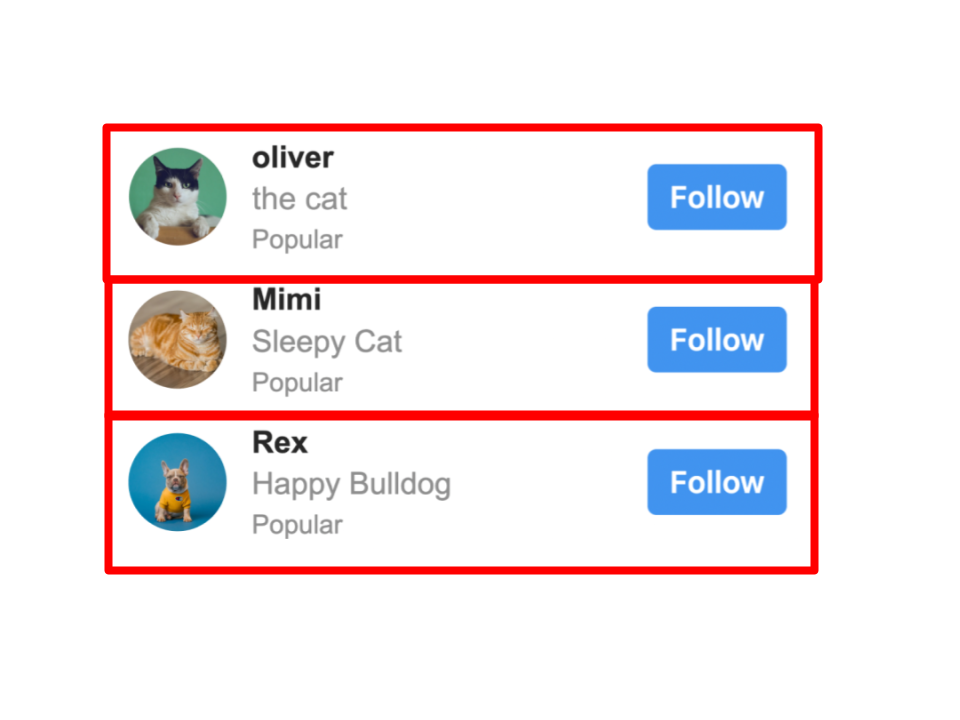 oliver
the cat
Popular
Follow
Mimi
Sleepy Cat
Popular
Follow
Rex
Happy Bulldog
Popular
Follow